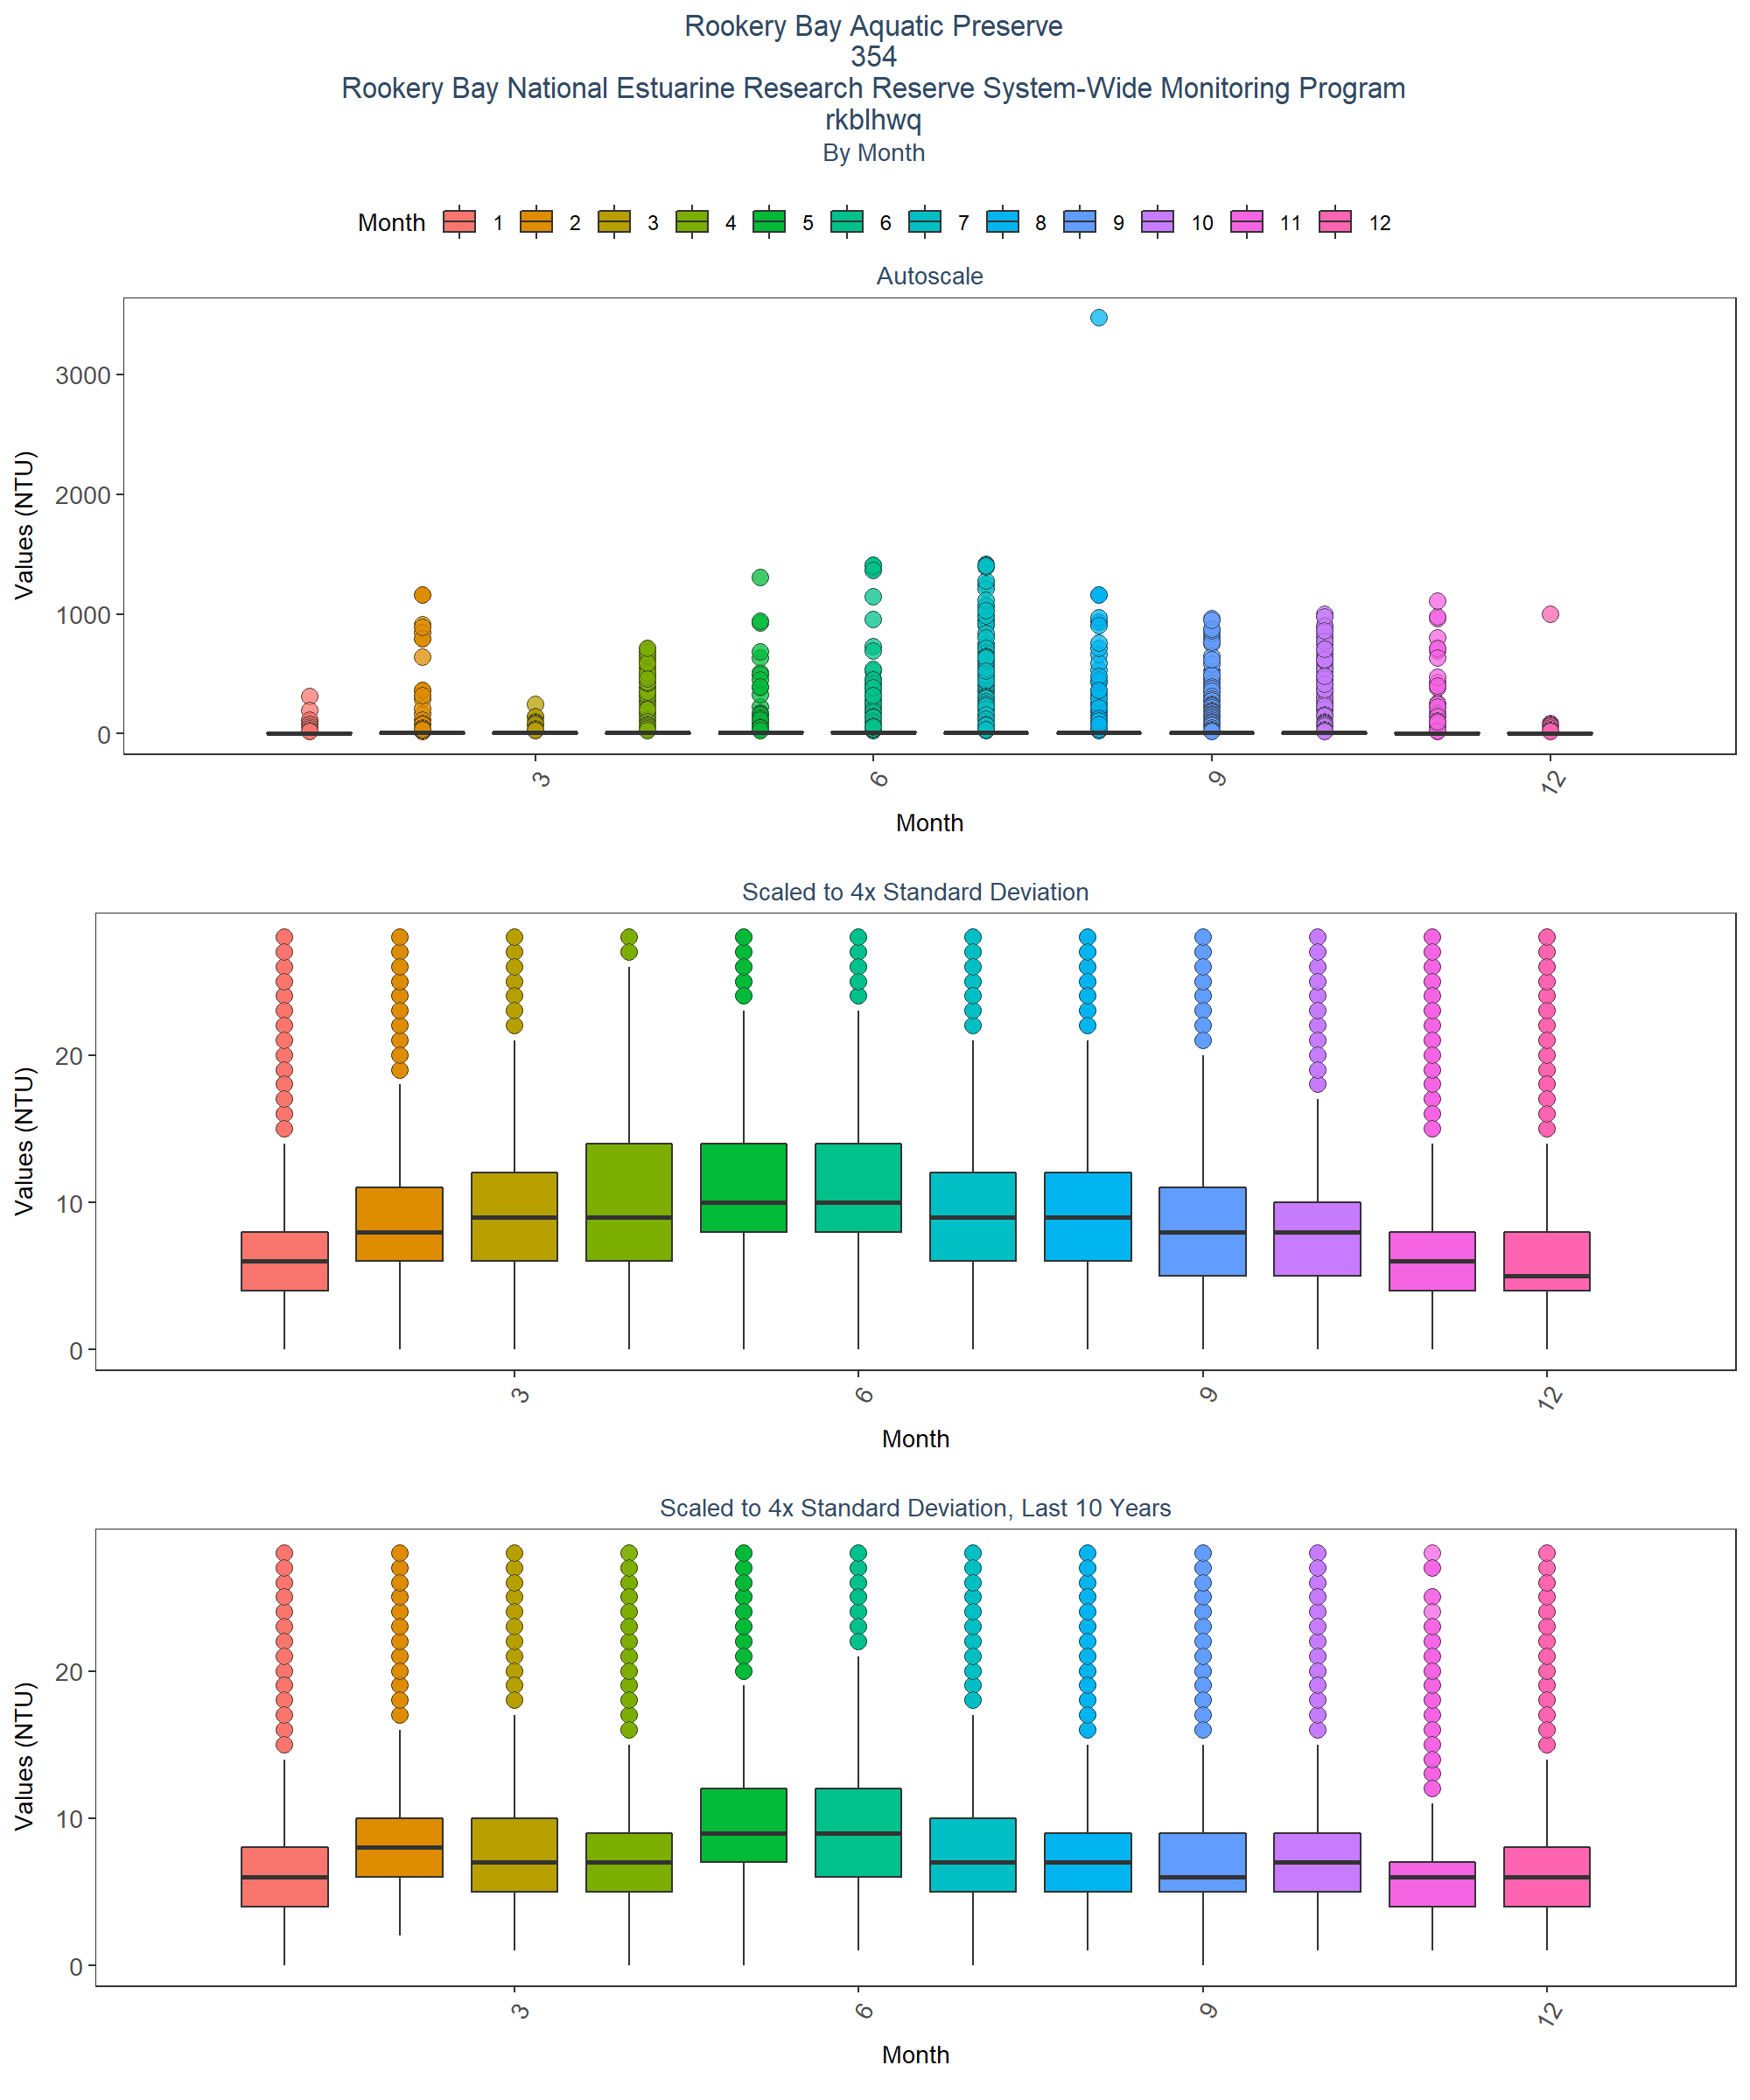 Rookery Bay Aquatic Preserve
354
Rookery Bay National Estuarine Research Reserve System-Wide Monitoring Program
rkblhwq
By Month
Month 1 2 3 4 5 6 7 8 9 10 11 12
Autoscale
Values (NTU)
3000
2000
1000
0
3 6 9 12
Month
Scaled to 4x Standard Deviation
Values (NTU)
20
10
0
3 6 9 12
Month
Scaled to 4x Standard Deviation, Last 10 Years
Values (NTU)
20
10
0
3 6 9 12
Month